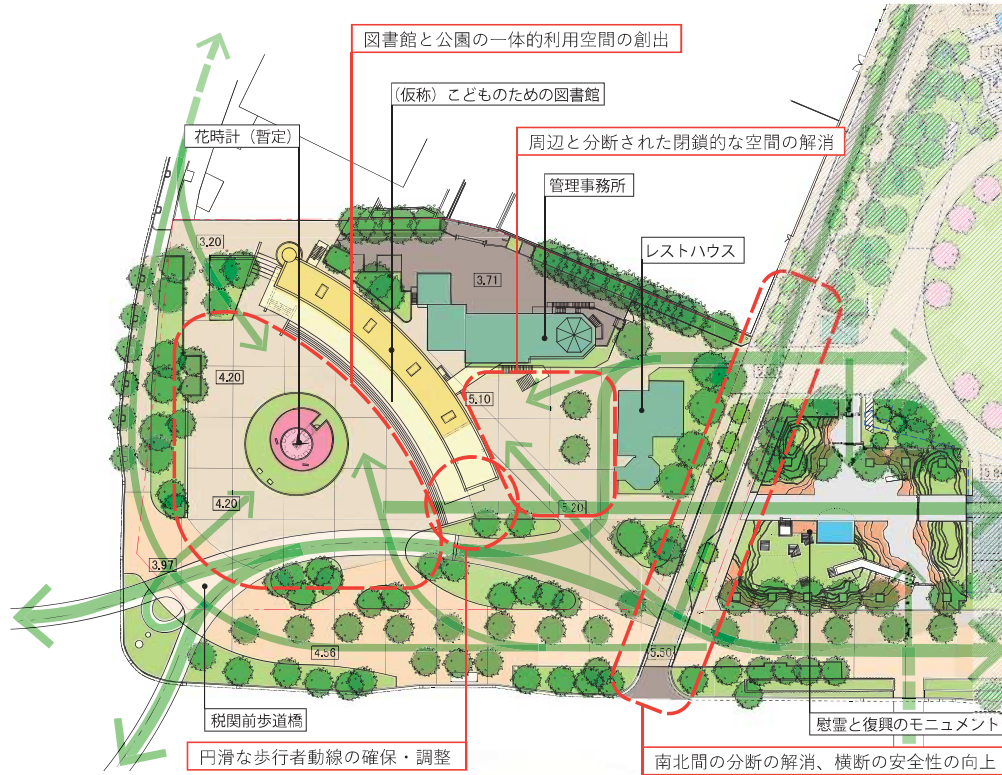 図書館と公園の一体的利用空間の創出
(仮称) こどものための図書館
花時計 (暫定)
周辺と分断された閉鎖的な空間の解消
管理事務所
レストハウス
3.20
3.71
4.20
5.10
4.20
5.20
3.97
4.56
5.50
税関前歩道橋
慰霊と復興のモニュメント
円滑な歩行者動線の確保・調整
南北間の分断の解消、横断の安全性の向上